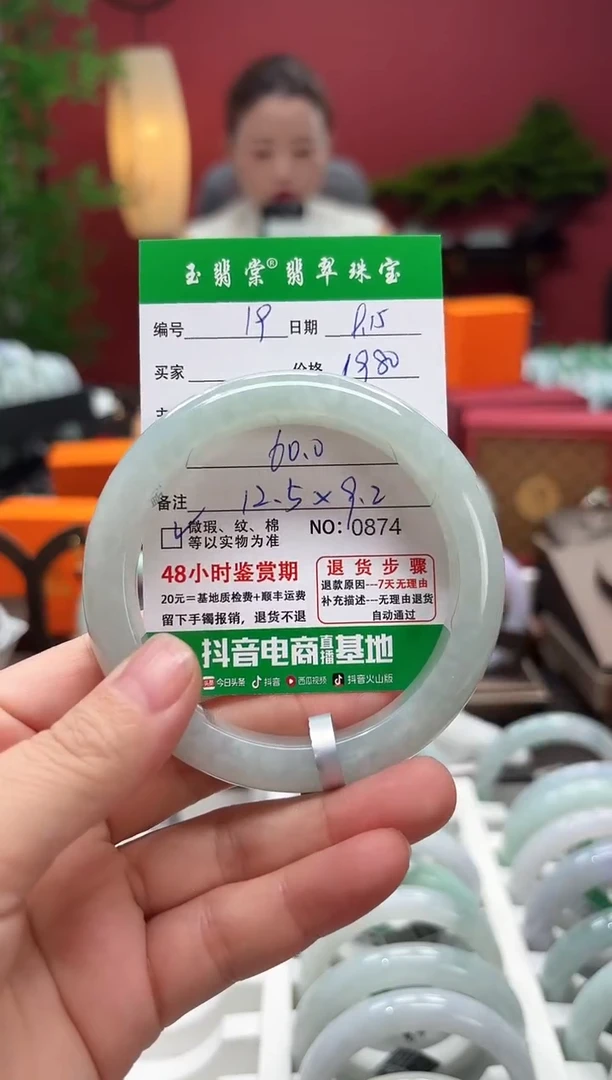 玉翡棠®翡翠珠宝
编号 19 日期 8.15
买家 价格 1980
60.0
备注 12.5×9.2
微瑕、纹、棉
等以实物为准
NO: 0874
48小时鉴赏期
20元=基地质检费+顺丰运费
留下手镯报销，退货不退
退货步骤
退款原因---7天无理由
补充描述---无理由退货
自动通过
抖音电商直播基地
头条 今日头条 抖音 西瓜视频 抖音火山版